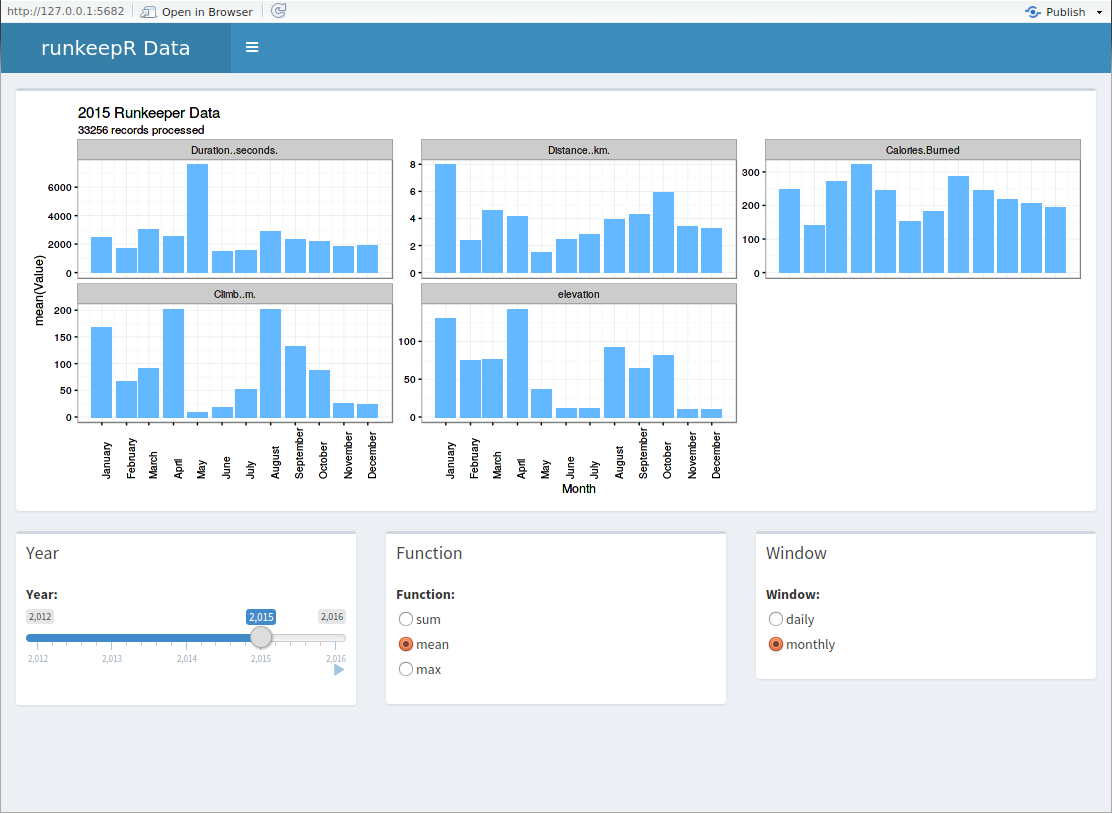 http://127.0.0.1:5682 Open in Browser Publish
runkeepR Data
2015 Runkeeper Data
33256 records processed
Duration..seconds. Distance..km. Calories.Burned
6000
4000
2000
0
8
6
4
2
0
300
200
100
0
mean(Value)
Climb..m. elevation
200
150
100
50
0
100
50
0
January February March April May June July August September October November December
January February March April May June July August September October November December
Month
Year Function Window
Year: Function: Window:
2,012 2,015 2,016
2,012 2,013 2,014 2,015 2,016
sum
mean
max
daily
monthly